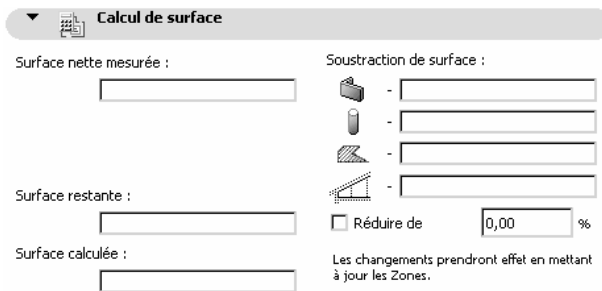 Calcul de surface
Surface nette mesurée :
Surface restante :
Surface calculée :
Soustraction de surface :
-
-
-
-
Réduire de 0,00 %
Les changements prendront effet en mettant
à jour les Zones.